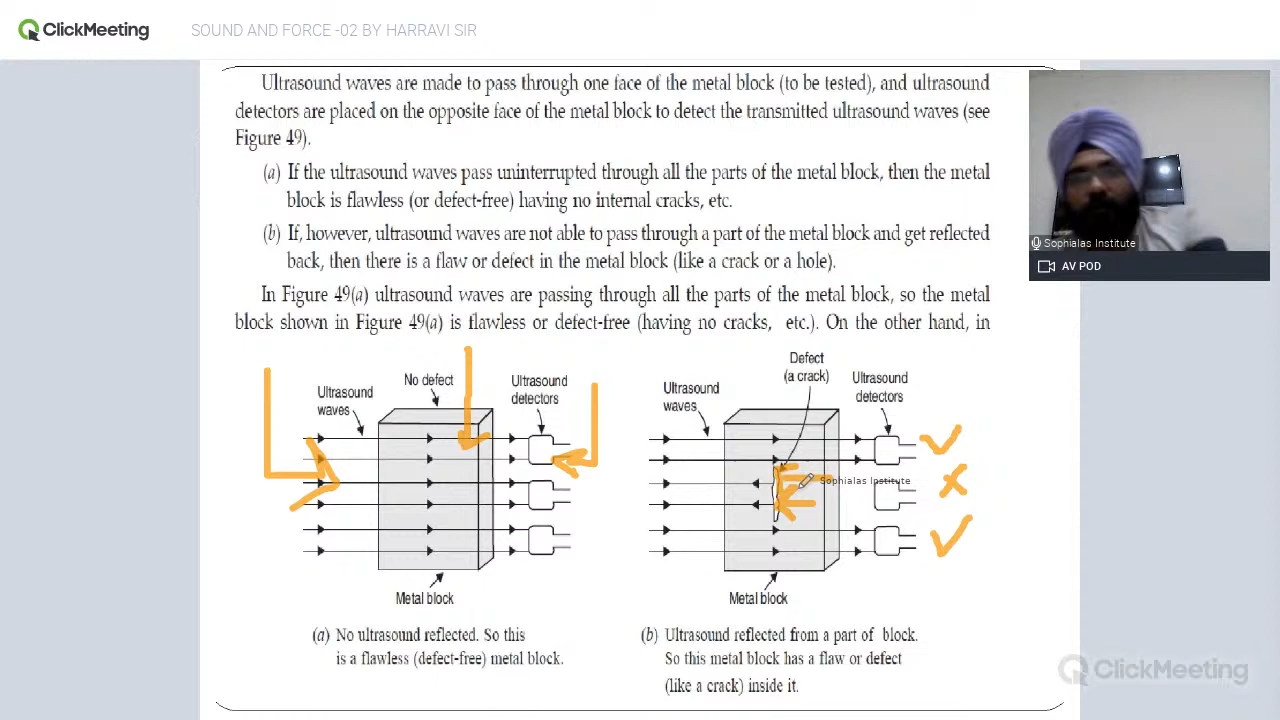 ClickMeeting
SOUND AND FORCE -02 BY HARRAVI SIR
Ultrasound waves are made to pass through one face of the metal block (to be tested), and ultrasound
detectors are placed on the opposite face of the metal block to detect the transmitted ultrasound waves (see
Figure 49).
(a) If the ultrasound waves pass uninterrupted through all the parts of the metal block, then the metal
block is flawless (or defect-free) having no internal cracks, etc.
(b) If, however, ultrasound waves are not able to pass through a part of the metal block and get reflected
back, then there is a flaw or defect in the metal block (like a crack or a hole).
In Figure 49(a) ultrasound waves are passing through all the parts of the metal block, so the metal
block shown in Figure 49(a) is flawless or defect-free (having no cracks, etc.). On the other hand, in
Sophialas Institute
AV POD
Ultrasound
waves
No defect
Ultrasound
detectors
Metal block
(a) No ultrasound reflected. So this
is a flawless (defect-free) metal block.
Defect
(a crack)
Ultrasound
waves
Ultrasound
detectors
Sophialas Institute
Metal block
(b) Ultrasound reflected from a part of block.
So this metal block has a flaw or defect
(like a crack) inside it.
ClickMeeting